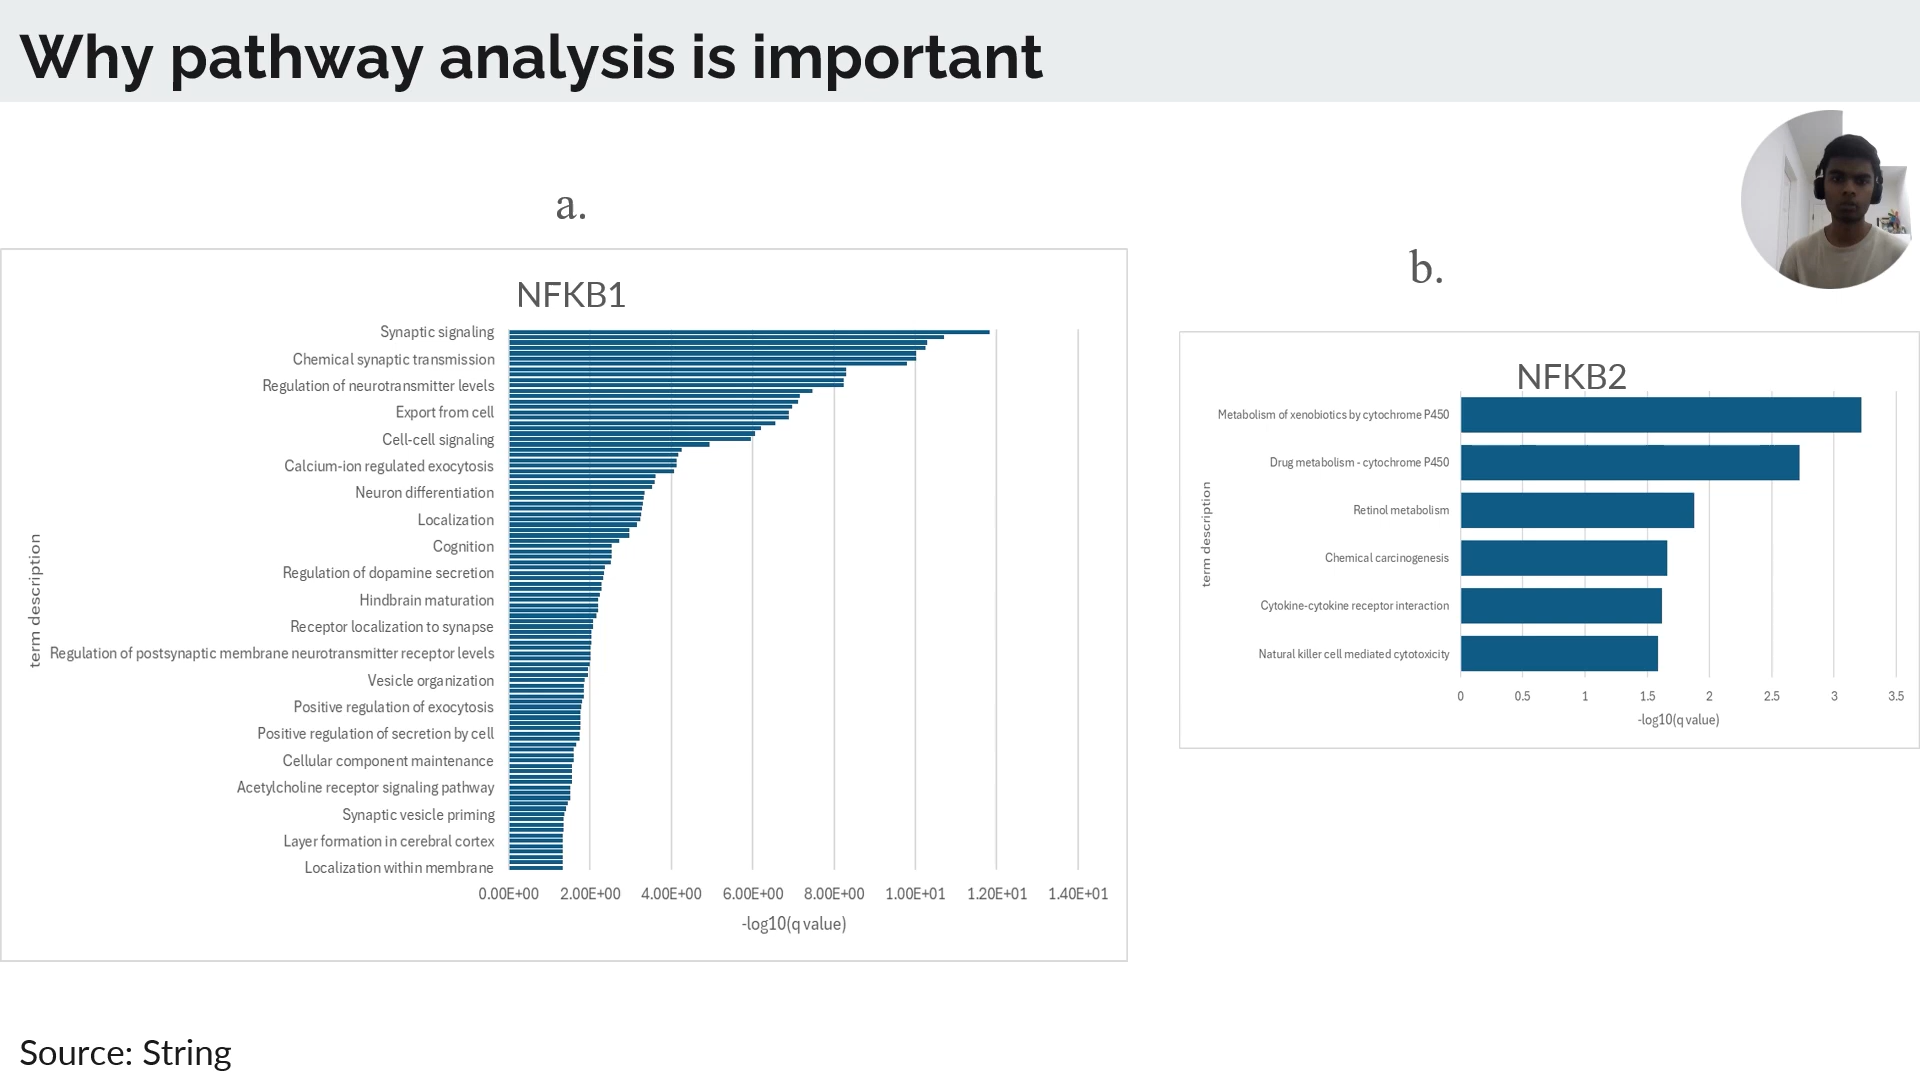 Why pathway analysis is important
a.
NFKB1
term description
Synaptic signaling
Chemical synaptic transmission
Regulation of neurotransmitter levels
Export from cell
Cell-cell signaling
Calcium-ion regulated exocytosis
Neuron differentiation
Localization
Cognition
Regulation of dopamine secretion
Hindbrain maturation
Receptor localization to synapse
Regulation of postsynaptic membrane neurotransmitter receptor levels
Vesicle organization
Positive regulation of exocytosis
Positive regulation of secretion by cell
Cellular component maintenance
Acetylcholine receptor signaling pathway
Synaptic vesicle priming
Layer formation in cerebral cortex
Localization within membrane
0.00E+00 2.00E+00 4.00E+00 6.00E+00 8.00E+00 1.00E+01 1.20E+01 1.40E+01
-log10(q value)
b.
NFKB2
term description
Metabolism of xenobiotics by cytochrome P450
Drug metabolism - cytochrome P450
Retinol metabolism
Chemical carcinogenesis
Cytokine-cytokine receptor interaction
Natural killer cell mediated cytotoxicity
0 0.5 1 1.5 2 2.5 3 3.5
-log10(q value)
Source: String